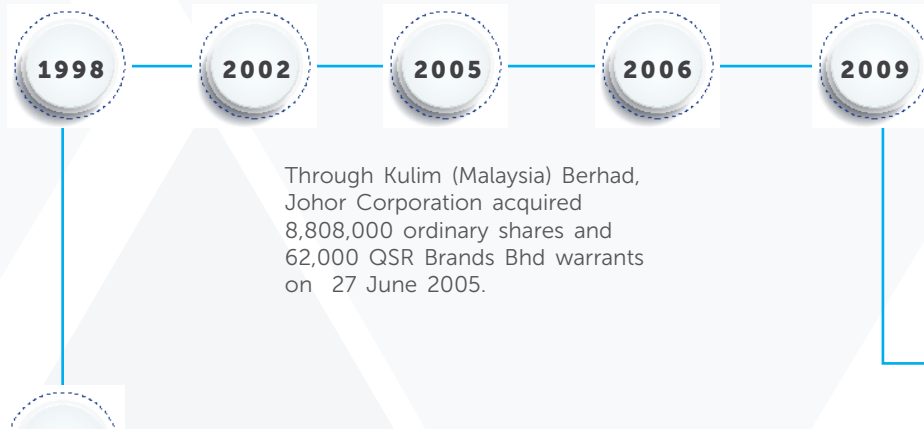 1998 2002 2005 2006 2009
Through Kulim (Malaysia) Berhad,
Johor Corporation acquired
8,808,000 ordinary shares and
62,000 QSR Brands Bhd warrants
on 27 June 2005.